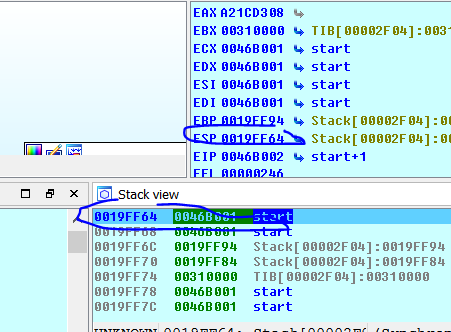 EAX A21CD308
EBX 00310000 TIB[00002F04]:0031
ECX 0046B001 start
EDX 0046B001 start
ESI 0046B001 start
EDI 0046B001 start
EBP 0019FF94 Stack[00002F04]:00
ESP 0019FF64 Stack[00002F04]:00
EIP 0046B002 start+1
EFL 00000246
Stack view
0019FF64 0046B001 start
0019FF68 0046B001 start
0019FF6C 0019FF94 Stack[00002F04]:0019FF94
0019FF70 0019FF84 Stack[00002F04]:0019FF84
0019FF74 00310000 TIB[00002F04]:00310000
0019FF78 0046B001 start
0019FF7C 0046B001 start
UNKNOWN 0019FF64: Stack[00002F